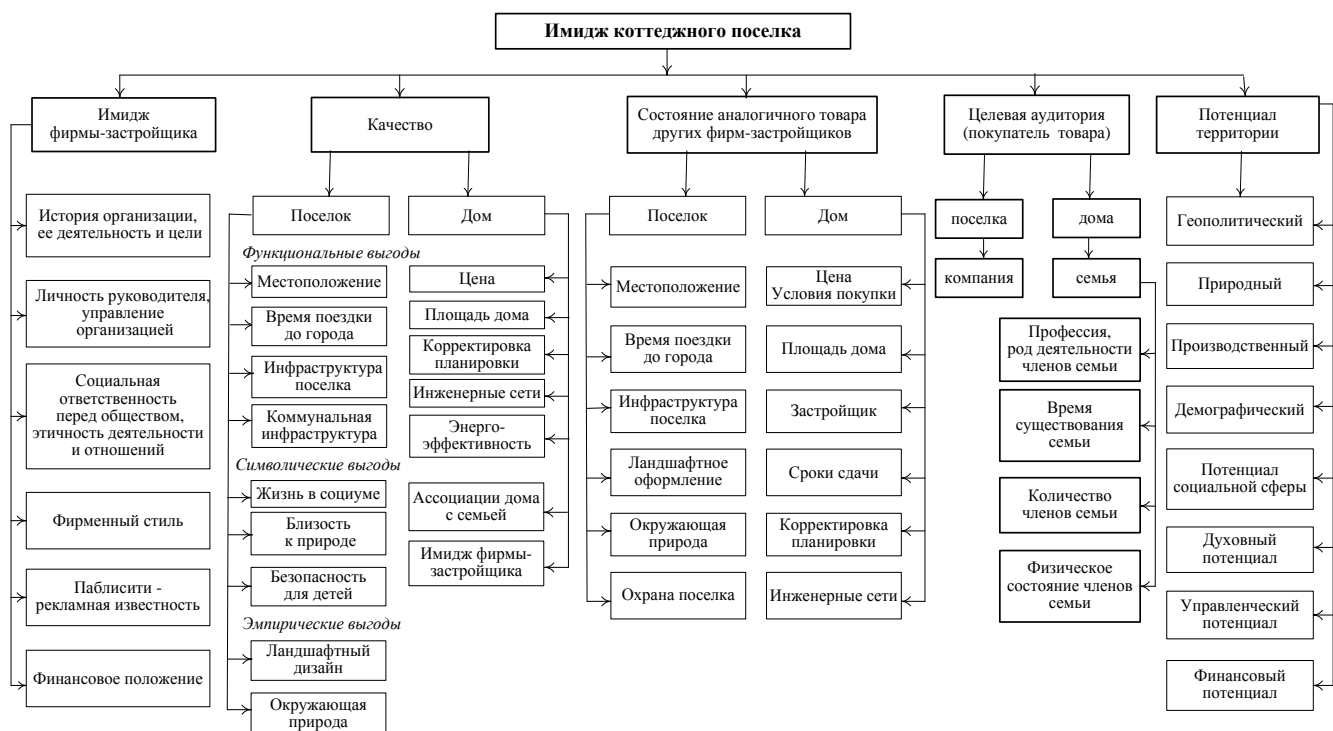 Имидж коттеджного поселка
Имидж
фирмы-застройщика
Качество
Состояние аналогичного товара
других фирм-застройщиков
Целевая аудитория
(покупатель товара)
Потенциал
территории
История организации,
ее деятельность и цели
Личность руководителя,
управление
организацией
Социальная
ответственность
перед обществом,
этичность деятельности
и отношений
Фирменный стиль
Паблисити -
рекламная известность
Финансовое положение
Поселок
Функциональные выгоды
Местоположение
Время поездки
до города
Инфраструктура
поселка
Коммунальная
инфраструктура
Символические выгоды
Жизнь в социуме
Близость
к природе
Безопасность
для детей
Эмпирические выгоды
Ландшафтный
дизайн
Окружающая
природа
Дом
Цена
Площадь дома
Корректировка
планировки
Инженерные сети
Энерго-
эффективность
Ассоциации дома
с семьей
Имидж фирмы-
застройщика
Поселок
Местоположение
Время поездки
до города
Инфраструктура
поселка
Ландшафтное
оформление
Окружающая
природа
Охрана поселка
Дом
Цена
Условия покупки
Площадь дома
Застройщик
Сроки сдачи
Корректировка
планировки
Инженерные сети
поселка
компания
дома
семья
Профессия,
род деятельности
членов семьи
Время
существования
семьи
Количество
членов семьи
Физическое
состояние членов
семьи
Геополитический
Природный
Производственный
Демографический
Потенциал
социальной сферы
Духовный
потенциал
Управленческий
потенциал
Финансовый
потенциал